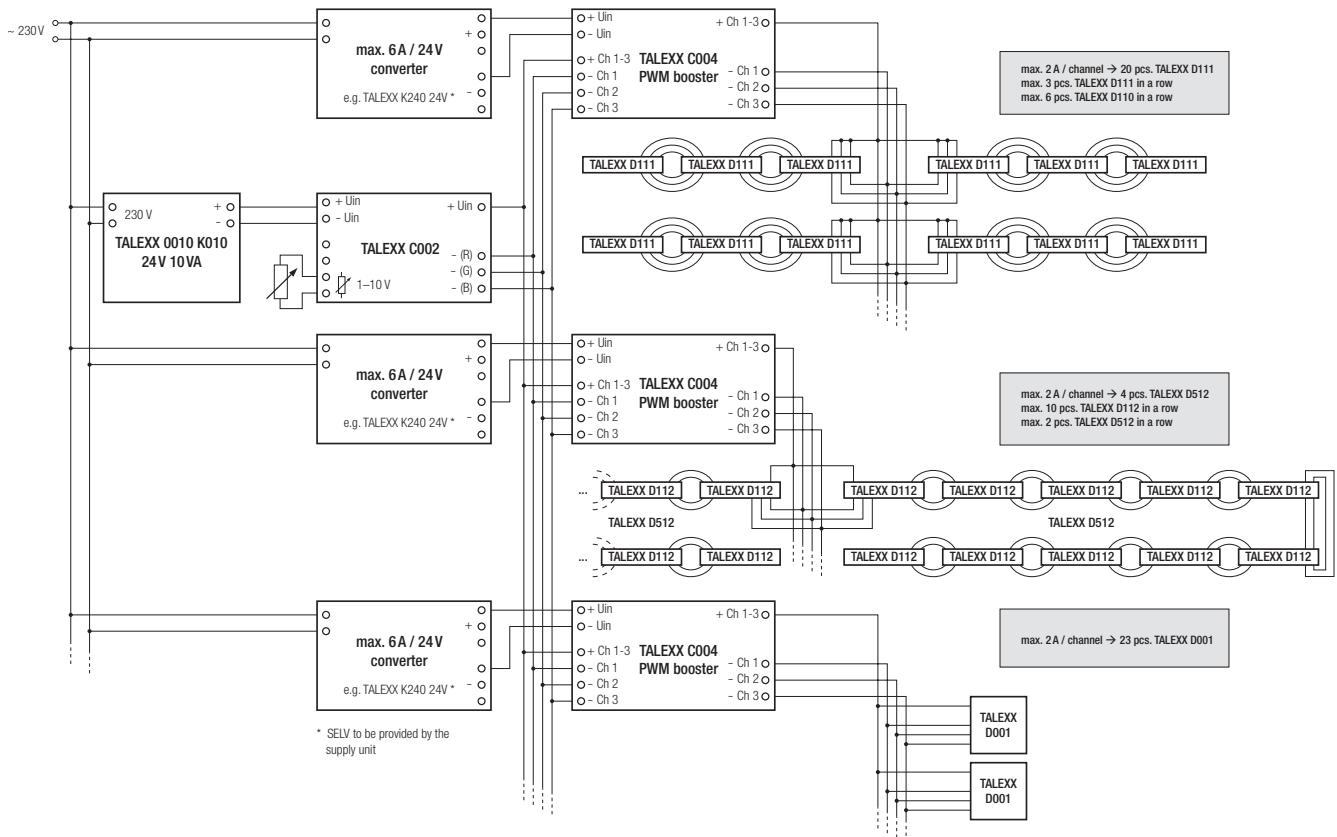 ~ 230 V
max. 6 A / 24 V
converter
e.g. TALEXX K240 24V *
+
-
+ Uin
- Uin
+ Ch 1-3
- Ch 1
- Ch 2
- Ch 3
TALEXX C004
PWM booster
+ Ch 1-3
- Ch 1
- Ch 2
- Ch 3
max. 2 A / channel → 20 pcs. TALEXX D111
max. 3 pcs. TALEXX D111 in a row
max. 6 pcs. TALEXX D110 in a row
TALEXX D111 TALEXX D111 TALEXX D111 TALEXX D111 TALEXX D111 TALEXX D111
230 V
+
-
TALEXX 0010 K010
24 V 10 VA
+ Uin
- Uin
TALEXX C002
1–10 V
+ Uin
- (R)
- (G)
- (B)
TALEXX D111 TALEXX D111 TALEXX D111 TALEXX D111 TALEXX D111 TALEXX D111
max. 6 A / 24 V
converter
e.g. TALEXX K240 24V *
+
-
+ Uin
- Uin
+ Ch 1-3
- Ch 1
- Ch 2
- Ch 3
TALEXX C004
PWM booster
+ Ch 1-3
- Ch 1
- Ch 2
- Ch 3
max. 2 A / channel → 4 pcs. TALEXX D512
max. 10 pcs. TALEXX D112 in a row
max. 2 pcs. TALEXX D512 in a row
... TALEXX D112 TALEXX D112 TALEXX D112 TALEXX D112 TALEXX D112 TALEXX D112 TALEXX D112
TALEXX D512 TALEXX D512
... TALEXX D112 TALEXX D112 TALEXX D112 TALEXX D112 TALEXX D112 TALEXX D112 TALEXX D112
max. 6 A / 24 V
converter
e.g. TALEXX K240 24V *
+
-
+ Uin
- Uin
+ Ch 1-3
- Ch 1
- Ch 2
- Ch 3
TALEXX C004
PWM booster
+ Ch 1-3
- Ch 1
- Ch 2
- Ch 3
max. 2 A / channel → 23 pcs. TALEXX D001
TALEXX
D001
TALEXX
D001
* SELV to be provided by the
supply unit